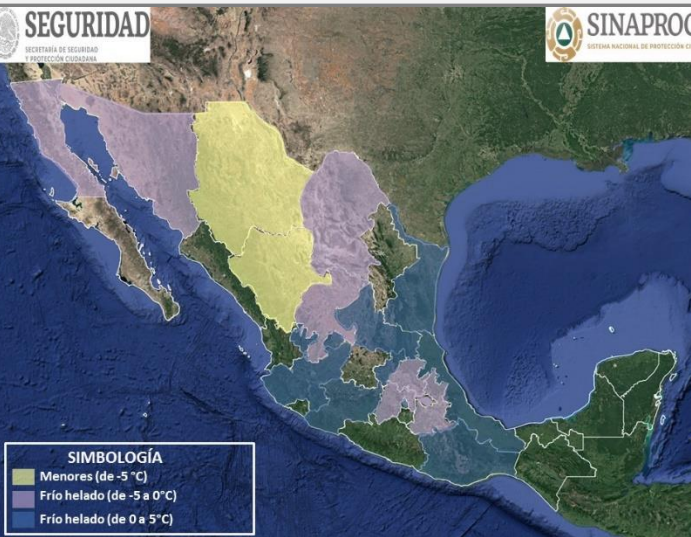 SEGURIDAD
SECRETARÍA DE SEGURIDAD
Y PROTECCIÓN CIUDADANA
SINAPROC
SISTEMA NACIONAL DE PROTECCIÓN CI
SIMBOLOGÍA
Menores (de -5 °C)
Frío helado (de -5 a 0°C)
Frío helado (de 0 a 5°C)